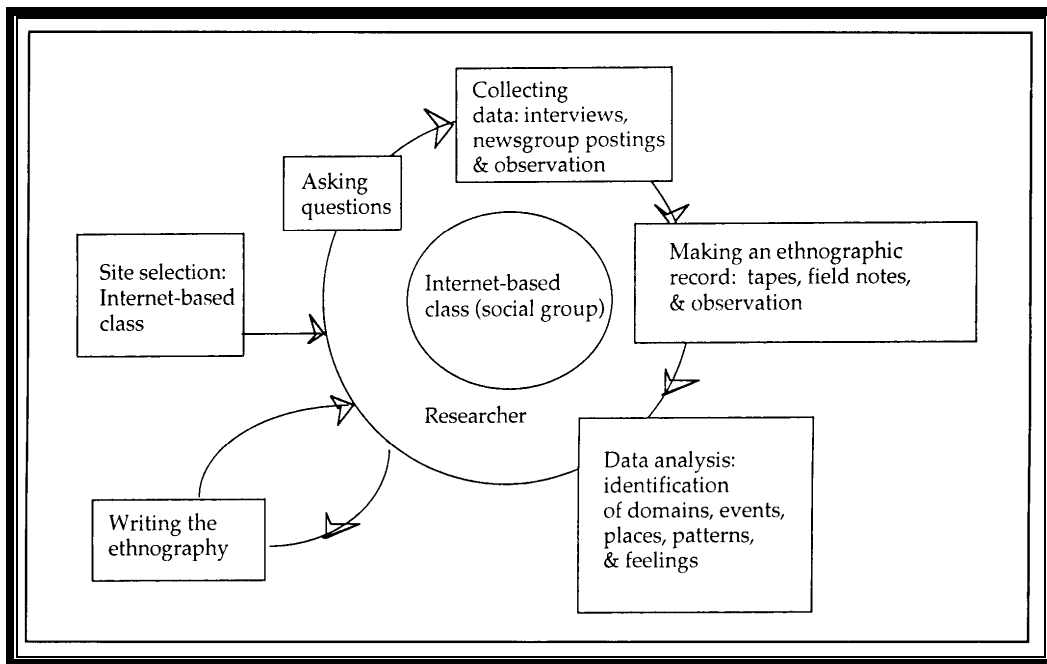 Collecting
data: interviews,
newsgroup postings
& observation
Asking
questions
Making an ethnographic
record: tapes, field notes,
& observation
Site selection:
Internet-based
class
Internet-based
class (social group)
Researcher
Data analysis:
identification
of domains, events,
places, patterns,
& feelings
Writing the
ethnography